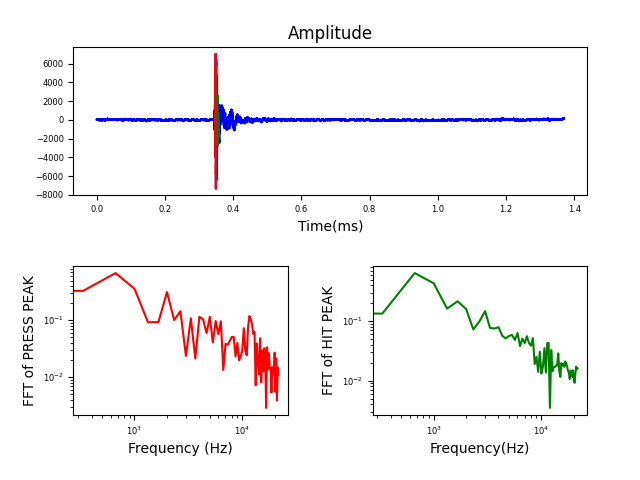 Amplitude
6000
4000
2000
0
−2000
−4000
−6000
−8000
0.0 0.2 0.4 0.6 0.8 1.0 1.2 1.4
Time(ms)
FFT of PRESS PEAK
10⁻¹
10⁻²
10³ 10⁴
Frequency (Hz)
FFT of HIT PEAK
10⁻¹
10⁻²
10³ 10⁴
Frequency(Hz)